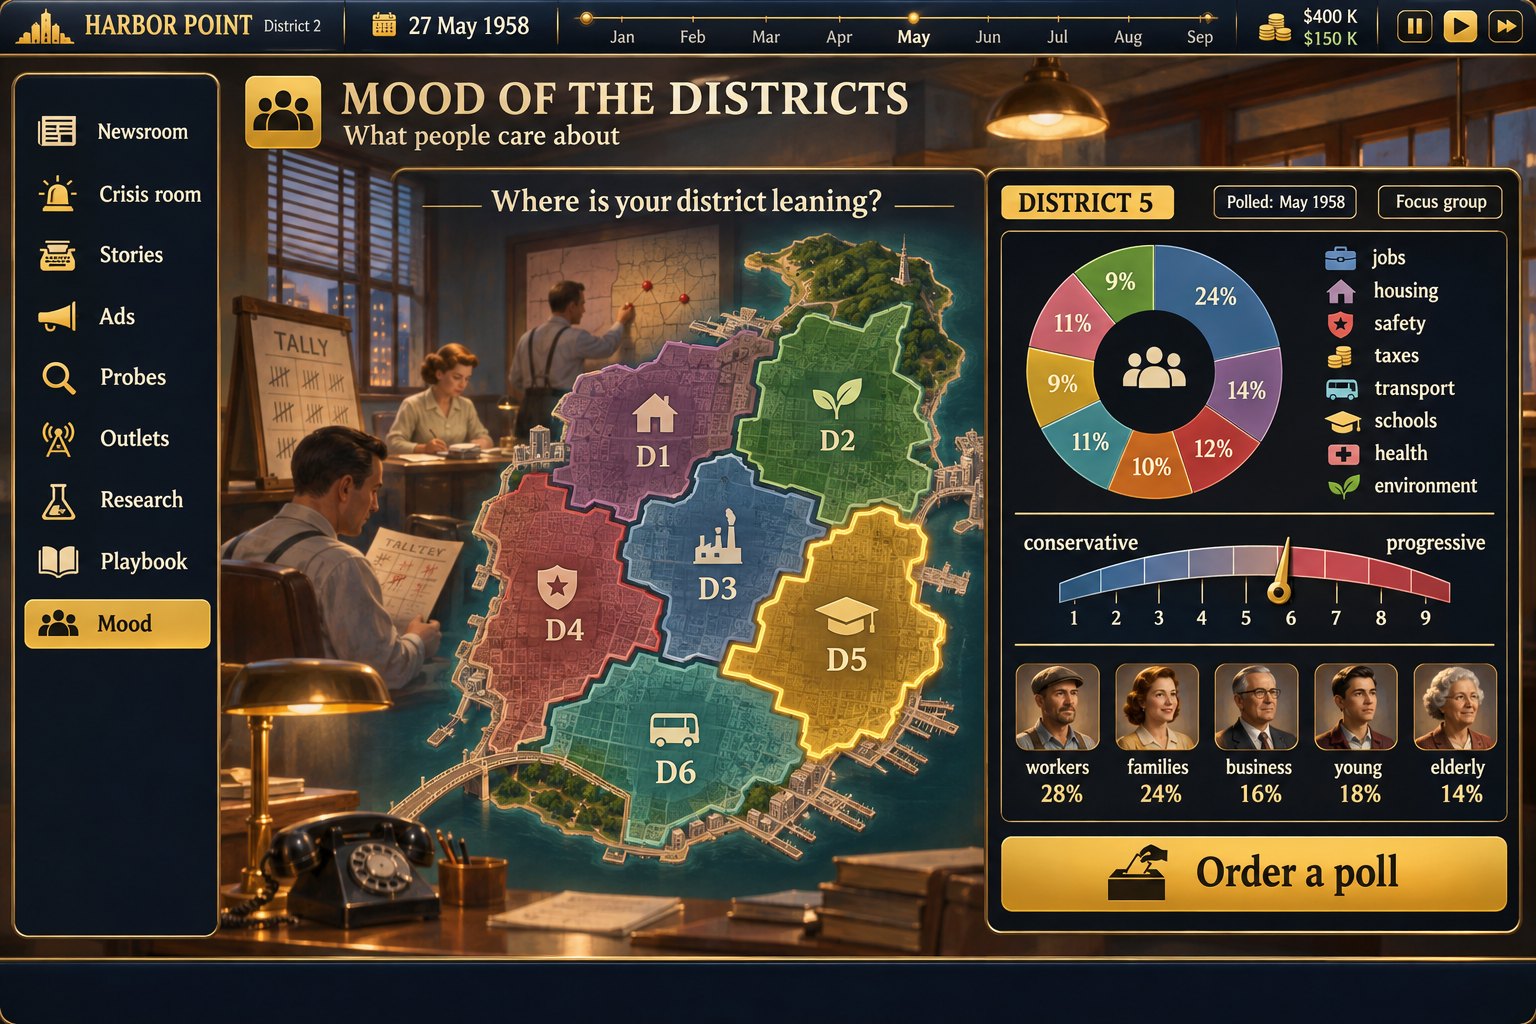 HARBOR POINT District 2
27 May 1958
Jan Feb Mar Apr May Jun Jul Aug Sep
$400 K
$150 K
Newsroom
Crisis room
Stories
Ads
Probes
Outlets
Research
Playbook
Mood
MOOD OF THE DISTRICTS
What people care about
Where is your district leaning?
TALLY
TALLTEY
D1
D2
D3
D4
D5
D6
DISTRICT 5
Polled: May 1958
Focus group
24%
14%
12%
10%
11%
9%
11%
9%
jobs
housing
safety
taxes
transport
schools
health
environment
conservative progressive
1 2 3 4 5 6 7 8 9
workers families business young elderly
28% 24% 16% 18% 14%
Order a poll